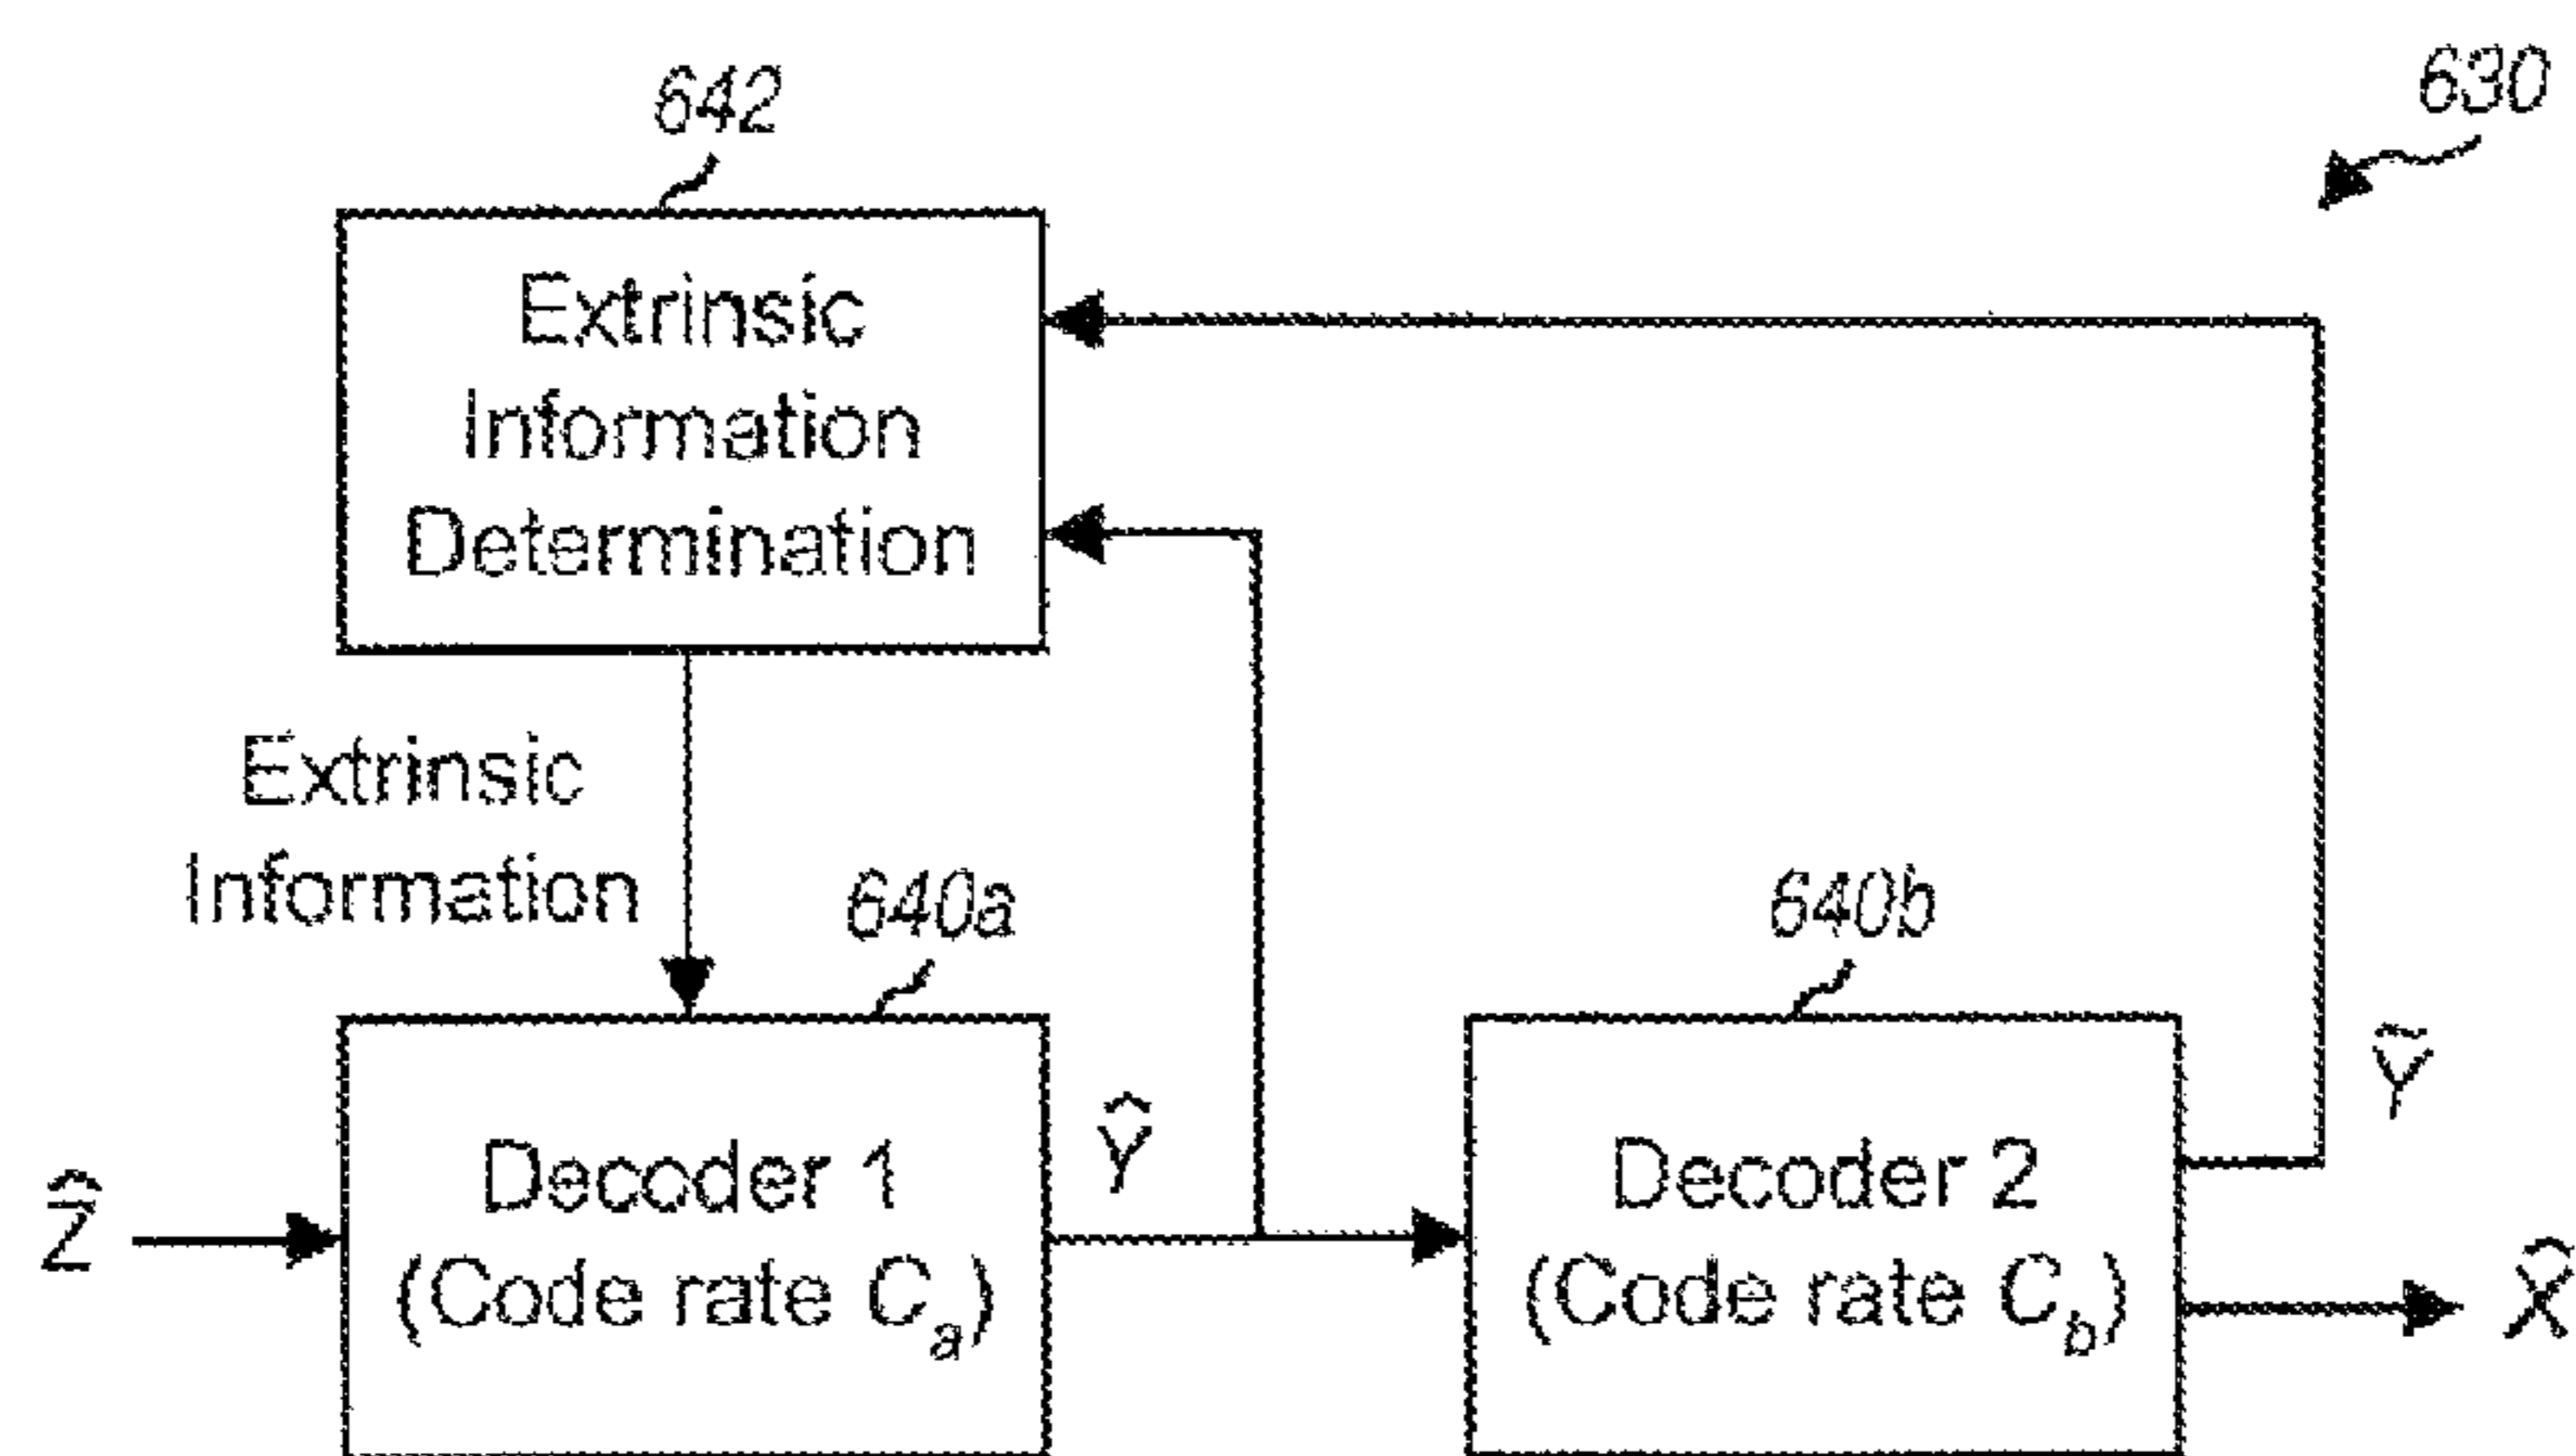 642
630
Extrinsic
Information
Determination
Extrinsic
Information
640a
640b
Ỹ
Ŷ
Ẑ
Decoder 1
(Code rate Ca)
Decoder 2
(Code rate Cb)
X̂